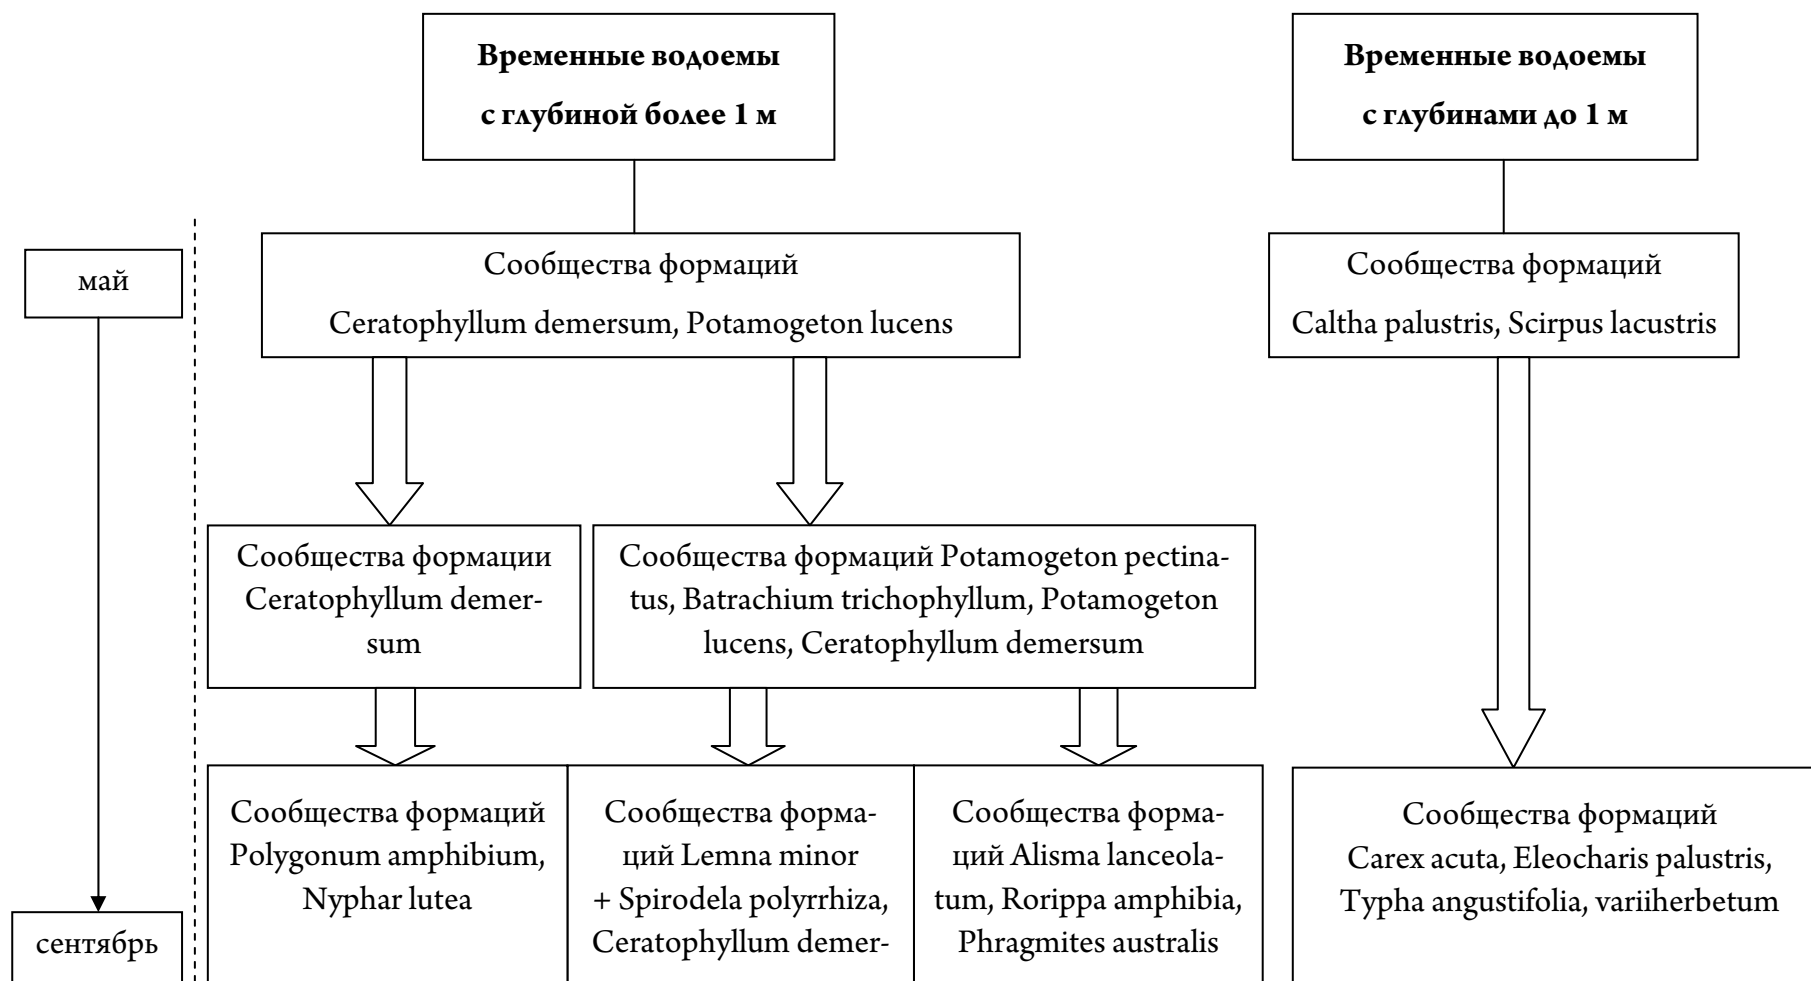 Временные водоемы
с глубиной более 1 м
Временные водоемы
с глубинами до 1 м
май
Сообщества формаций
Ceratophyllum demersum, Potamogeton lucens
Сообщества формаций
Caltha palustris, Scirpus lacustris
Сообщества формации
Ceratophyllum demer-
sum
Сообщества формаций Potamogeton pectina-
tus, Batrachium trichophyllum, Potamogeton
lucens, Ceratophyllum demersum
Сообщества формаций
Polygonum amphibium,
Nyphar lutea
Сообщества форма-
ций Lemna minor
+ Spirodela polyrrhiza,
Ceratophyllum demer-
Сообщества форма-
ций Alisma lanceola-
tum, Rorippa amphibia,
Phragmites australis
Сообщества формаций
Carex acuta, Eleocharis palustris,
Typha angustifolia, variiherbetum
сентябрь